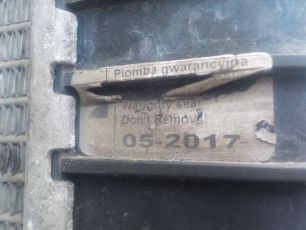 Plomba gwarancyjna
Warranty seal
Don't Remove!
05-2017